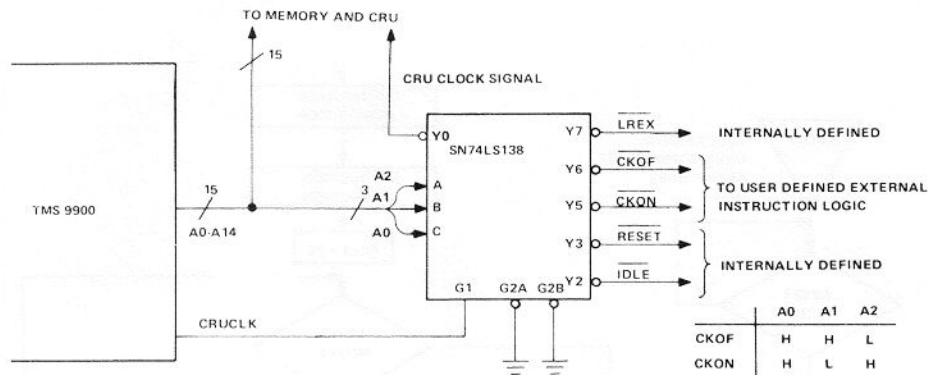 TO MEMORY AND CRU
15
CRU CLOCK SIGNAL
TMS 9900
15
A0-A14
3
A2
A1
A0
Y0
SN74LS138
A
B
C
G1
G2A
G2B
Y7
Y6
Y5
Y3
Y2
LREX
CKOF
CKON
RESET
IDLE
INTERNALLY DEFINED
TO USER DEFINED EXTERNAL
INSTRUCTION LOGIC
INTERNALLY DEFINED
CRUCLK
A0 A1 A2
CKOF H H L
CKON H L H